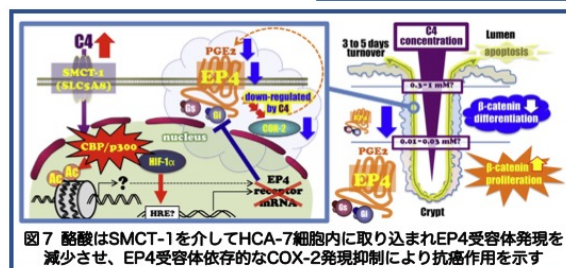 C4
SMCT-1
(SLC5A8)
PGE2
EP4
Gs
Gi
down-regulated
by C4
COX-2
nucleus
CBP/p300
HIF-1α
Ac
Ac
?
EP4
receptor
mRNA
HRE?
3 to 5 days
turnover
C4
concentration
Lumen
apoptosis
0.3~1 mM?
β-catenin
differentiation
0.01~0.03 mM?
PGE2
EP4
Gs
Gi
β-catenin
proliferation
Crypt
図7 酪酸はSMCT-1を介してHCA-7細胞内に取り込まれEP4受容体発現を
減少させ、EP4受容体依存的なCOX-2発現抑制により抗癌作用を示す